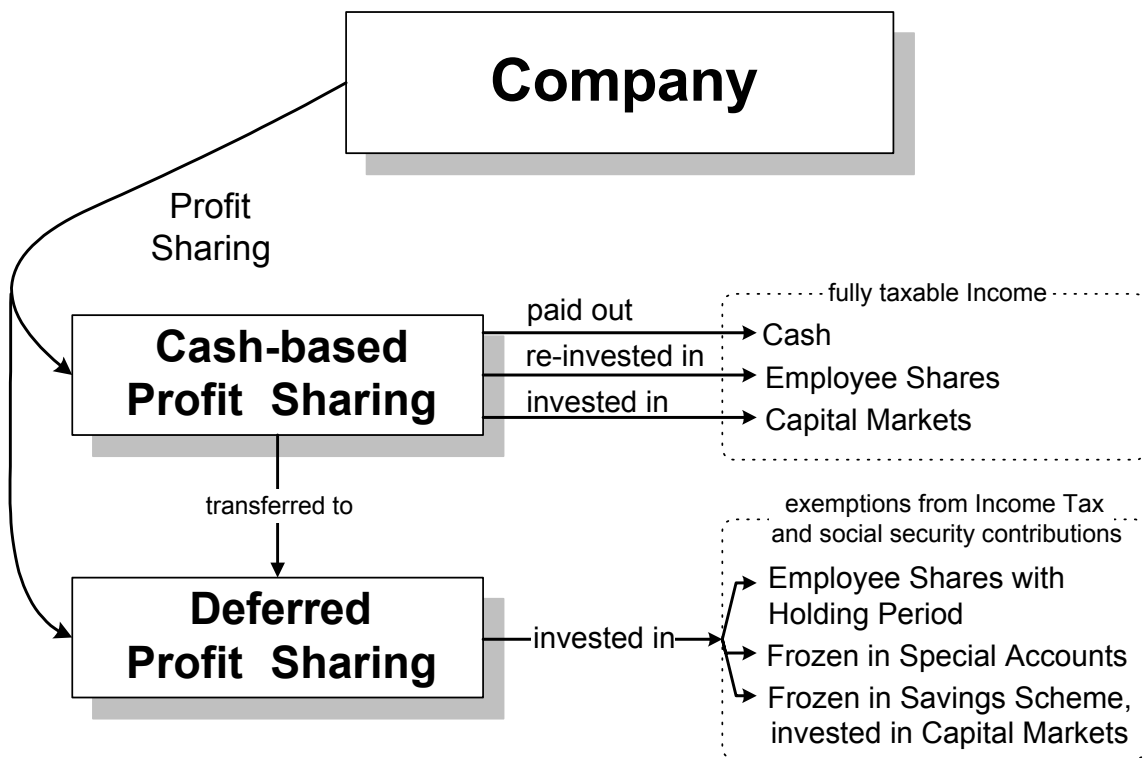 Company
Profit
Sharing
fully taxable Income
Cash-based
Profit Sharing
paid out
Cash
re-invested in
Employee Shares
invested in
Capital Markets
transferred to
exemptions from Income Tax
and social security contributions
Deferred
Profit Sharing
invested in
Employee Shares with
Holding Period
Frozen in Special Accounts
Frozen in Savings Scheme,
invested in Capital Markets